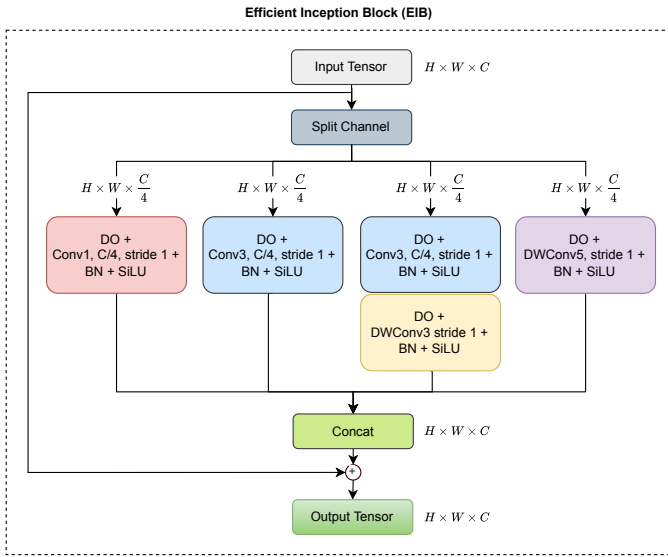 Efficient Inception Block (EIB)
Input Tensor
H × W × C
Split Channel
H × W × C/4
H × W × C/4
H × W × C/4
H × W × C/4
DO +
Conv1, C/4, stride 1 +
BN + SiLU
DO +
Conv3, C/4, stride 1 +
BN + SiLU
DO +
Conv3, C/4, stride 1 +
BN + SiLU
DO +
DWConv5, stride 1 +
BN + SiLU
DO +
DWConv3 stride 1 +
BN + SiLU
Concat
H × W × C
+
Output Tensor
H × W × C